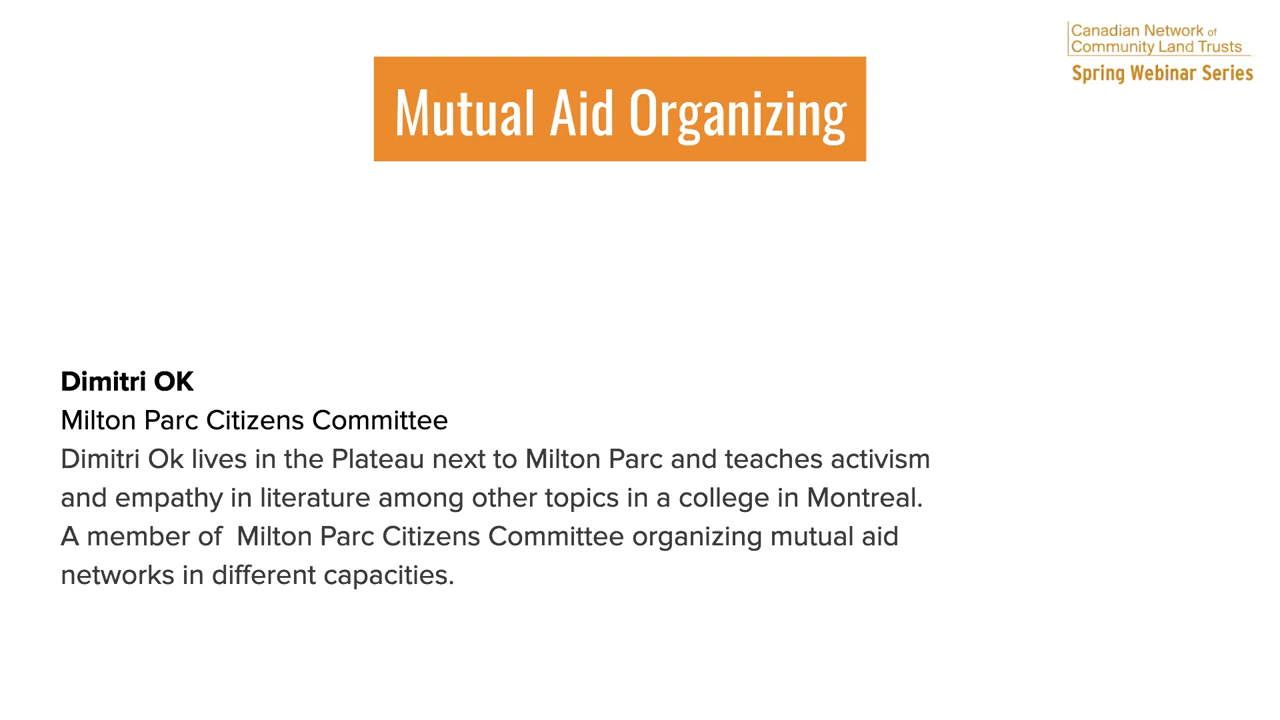 Canadian Network of
Community Land Trusts
Spring Webinar Series
Mutual Aid Organizing
Dimitri OK
Milton Parc Citizens Committee
Dimitri Ok lives in the Plateau next to Milton Parc and teaches activism
and empathy in literature among other topics in a college in Montreal.
A member of  Milton Parc Citizens Committee organizing mutual aid
networks in different capacities.